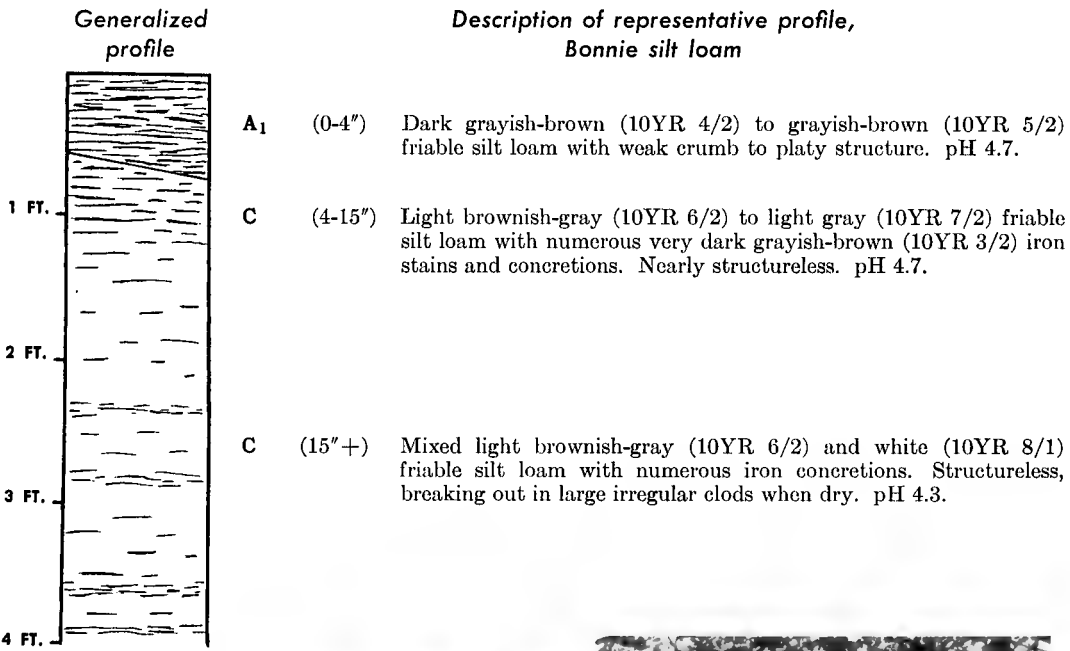 Generalized profile
Description of representative profile,
Bonnie silt loam
A₁ (0-4″) Dark grayish-brown (10YR 4/2) to grayish-brown (10YR 5/2)
friable silt loam with weak crumb to platy structure. pH 4.7.
1 FT.
C (4-15″) Light brownish-gray (10YR 6/2) to light gray (10YR 7/2) friable
silt loam with numerous very dark grayish-brown (10YR 3/2) iron
stains and concretions. Nearly structureless. pH 4.7.
2 FT.
C (15″+) Mixed light brownish-gray (10YR 6/2) and white (10YR 8/1)
friable silt loam with numerous iron concretions. Structureless,
breaking out in large irregular clods when dry. pH 4.3.
3 FT.
4 FT.